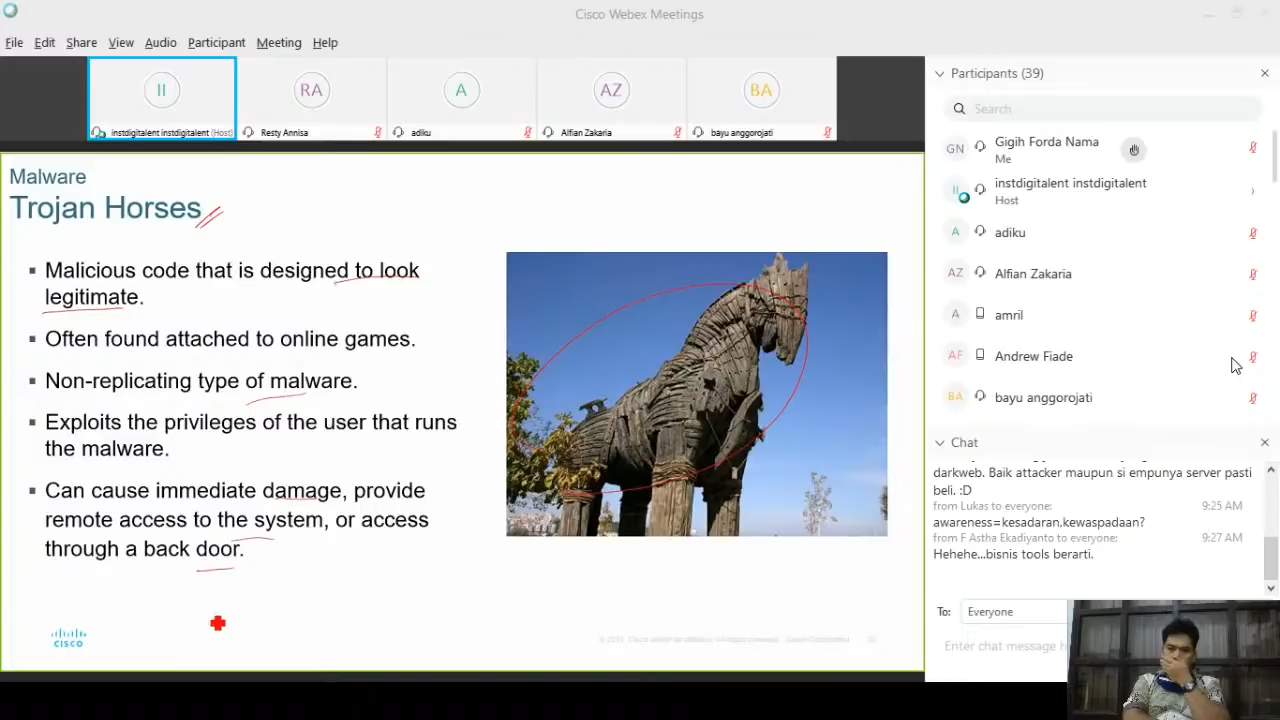 Cisco Webex Meetings
File Edit Share View Audio Participant Meeting Help
II RA A AZ BA
instdigitalent instdigitalent (Host) Resty Annisa adiku Alfian Zakaria bayu anggorojati
Malware
Trojan Horses
▪ Malicious code that is designed to look
legitimate.
▪ Often found attached to online games.
▪ Non-replicating type of malware.
▪ Exploits the privileges of the user that runs
the malware.
▪ Can cause immediate damage, provide
remote access to the system, or access
through a back door.
CISCO
Participants (39)
Search
GN Gigih Forda Nama
Me
II instdigitalent instdigitalent
Host
A adiku
AZ Alfian Zakaria
A amril
AF Andrew Fiade
BA bayu anggorojati
Chat
darkweb. Baik attacker maupun si empunya server pasti
beli. :D
from Lukas to everyone: 9:25 AM
awareness=kesadaran,kewaspadaan?
from F Astha Ekadiyanto to everyone: 9:27 AM
Hehehe...bisnis tools berarti.
To: Everyone
Enter chat message h